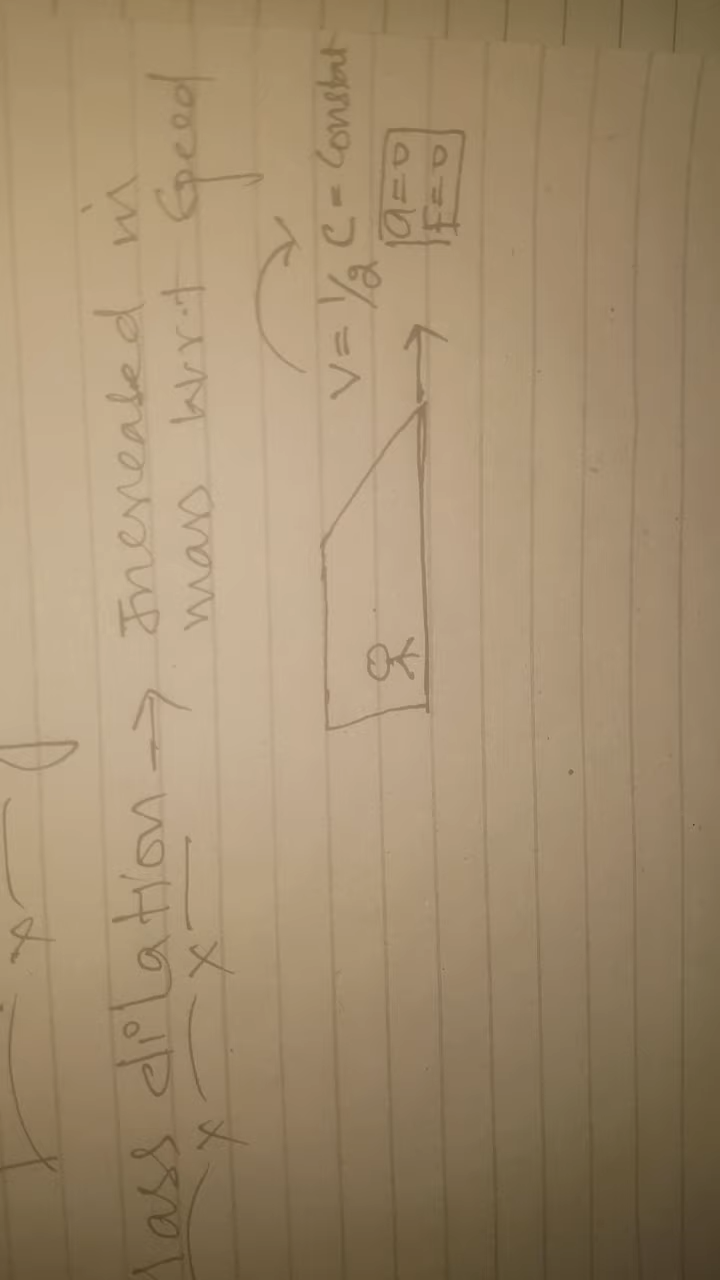 Mass dilation → Increased in
mass w.r.t speed
V = 1/2 C = Constant
a = 0
F = 0